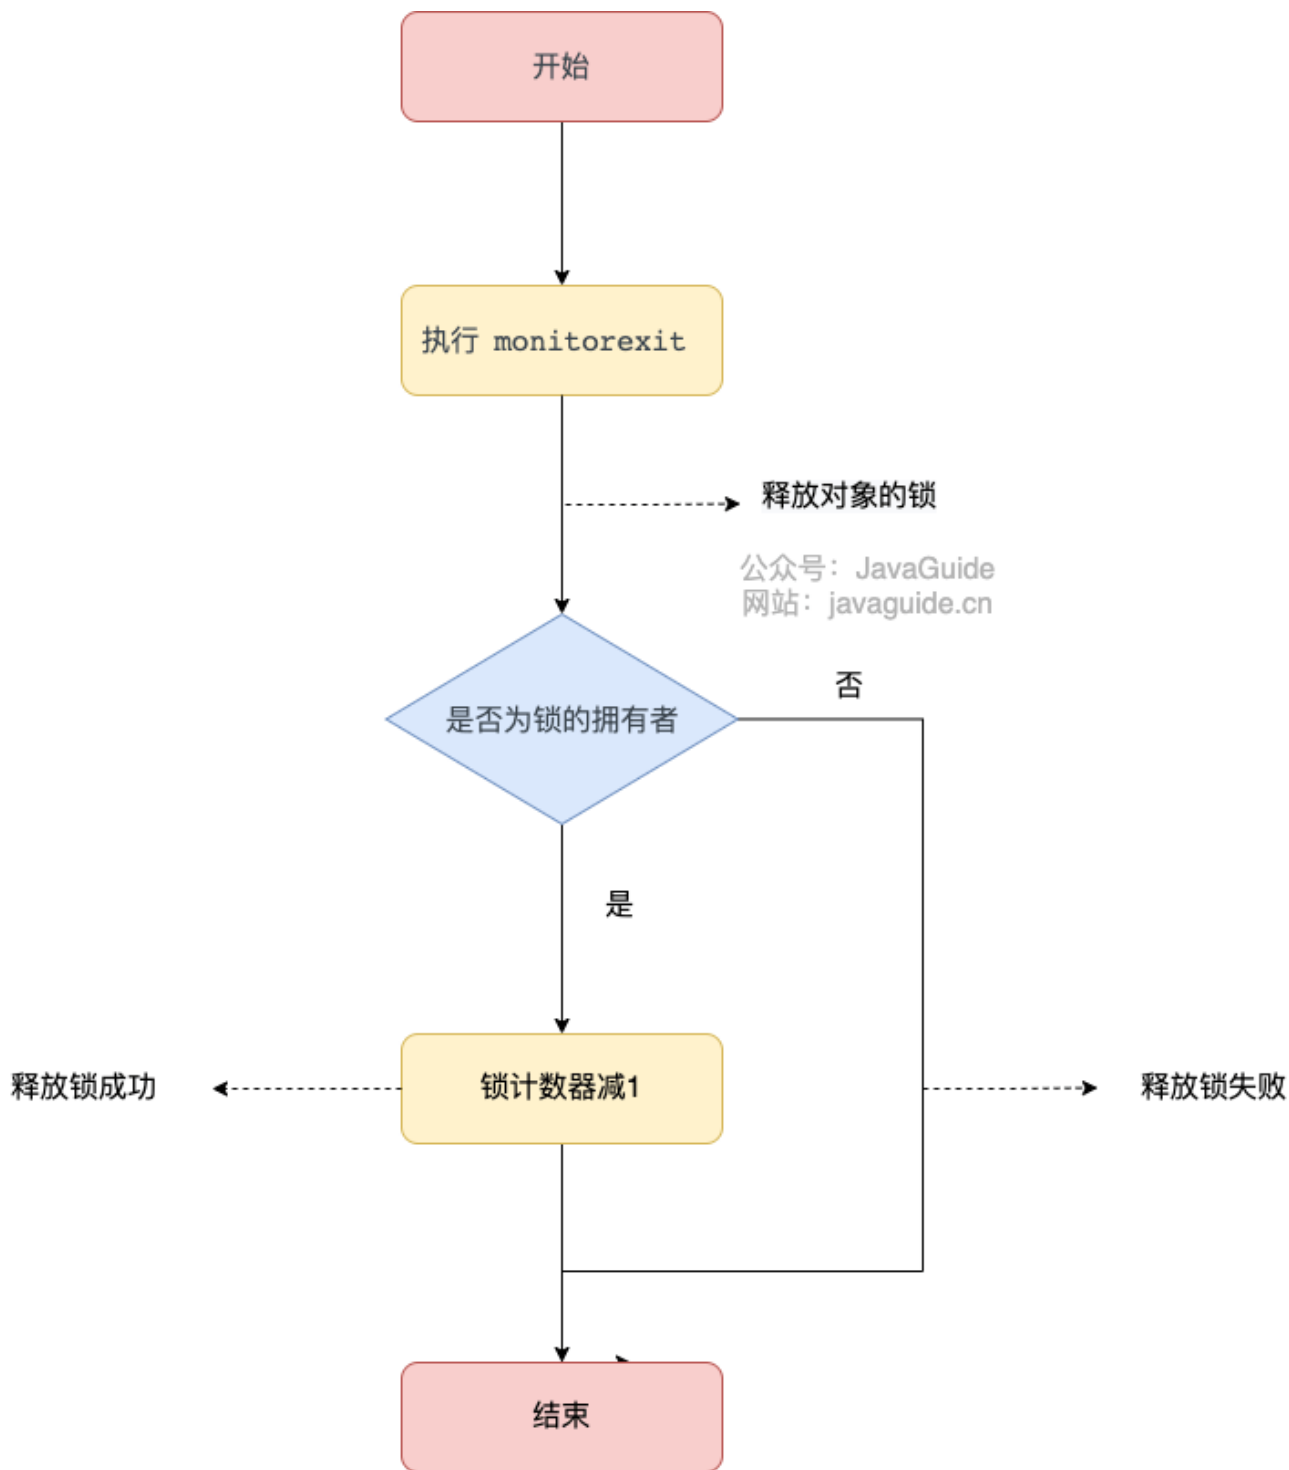 开始
执行 monitorexit
释放对象的锁
公众号：JavaGuide
网站：javaguide.cn
否
是否为锁的拥有者
是
释放锁成功
锁计数器减1
释放锁失败
结束